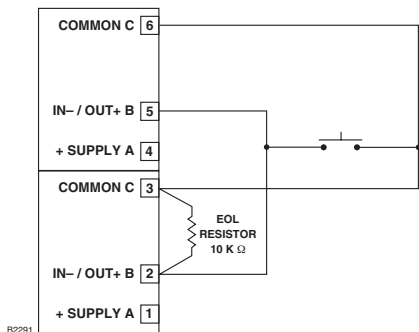 COMMON C 6
IN– / OUT+ B 5
+ SUPPLY A 4
COMMON C 3
EOL
RESISTOR
10 K Ω
IN– / OUT+ B 2
+ SUPPLY A 1
B2291